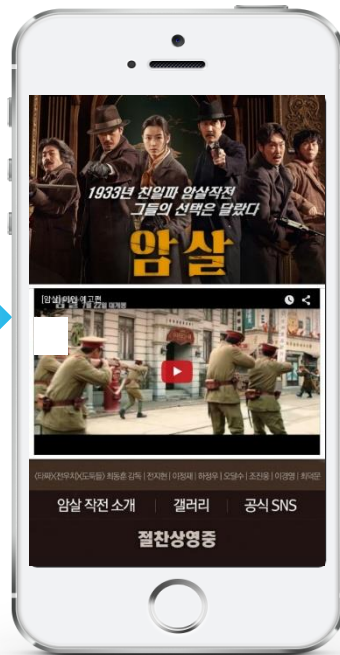 1933년 친일파 암살작전
그들의 선택은 달랐다
암살
[암살] 메인 예고편
7월 22일 대개봉
<타짜><전우치><도둑들> 최동훈 감독 | 전지현 | 이정재 | 하정우 | 오달수 | 조진웅 | 이경영 | 최덕문
암살 작전 소개 | 갤러리 | 공식 SNS
절찬상영중